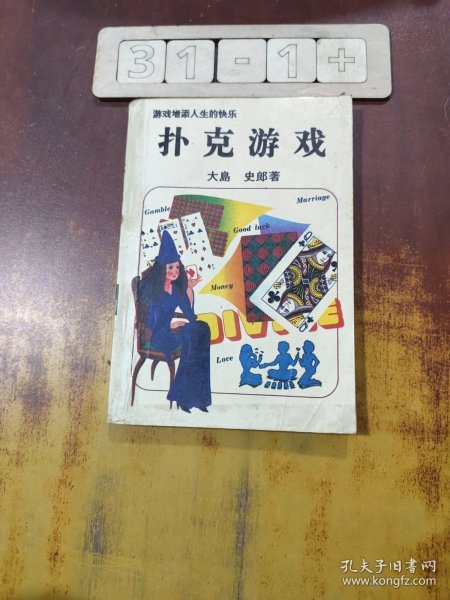 31-1+
游戏增添人生的快乐
扑克游戏
大島 史郎著
Gamble
Marriage
Good luck
Money
DIVINE
Love
孔夫子旧书网
www.kongfz.com